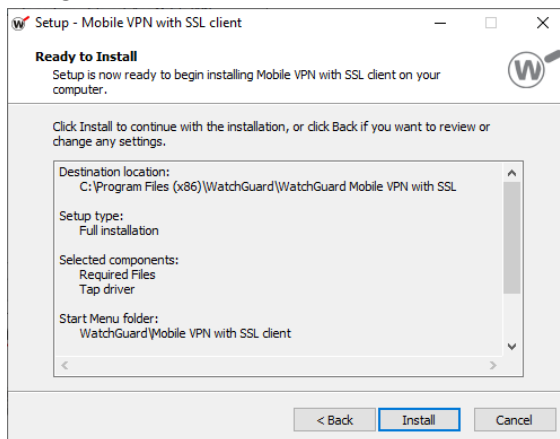 Setup - Mobile VPN with SSL client
Ready to Install
Setup is now ready to begin installing Mobile VPN with SSL client on your
computer.
W
Click Install to continue with the installation, or click Back if you want to review or
change any settings.
Destination location:
C:\Program Files (x86)\WatchGuard\WatchGuard Mobile VPN with SSL
Setup type:
Full installation
Selected components:
Required Files
Tap driver
Start Menu folder:
WatchGuard\Mobile VPN with SSL client
< Back
Install
Cancel